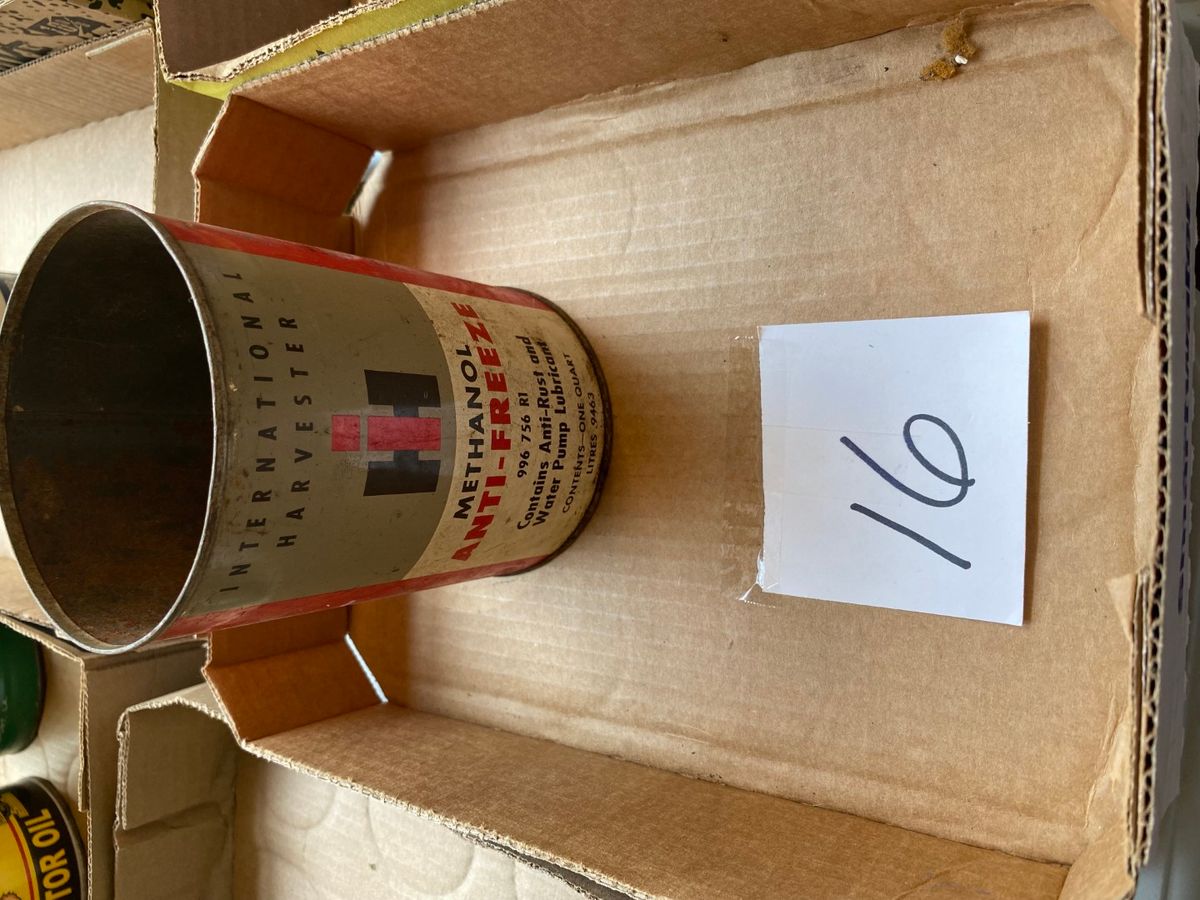 INTERNATIONAL
HARVESTER
IH
METHANOL
ANTI-FREEZE
996 756 R1
Contains Anti-Rust and
Water Pump Lubricant
CONTENTS—ONE QUART
LITRES .9463
16
TOR OIL